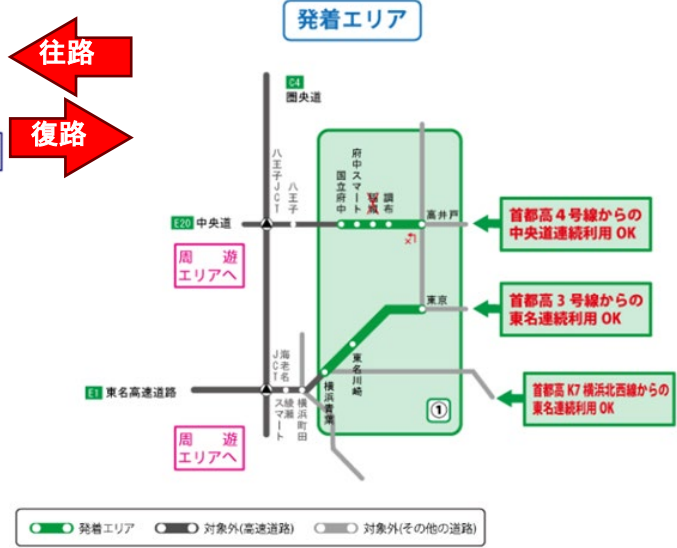 発着エリア
往路
復路
C4
圏央道
八王子JCT
八王子
国立府中
府中スマート
稲城
調布
高井戸
E20 中央道
首都高4号線からの
中央道連続利用 OK
周遊
エリアへ
東京
首都高3号線からの
東名連続利用 OK
海老名
JCT
東名川崎
E1 東名高速道路
綾瀬
スマート
横浜町田
横浜青葉
①
首都高 K7 横浜北西線からの
東名連続利用 OK
周遊
エリアへ
発着エリア
対象外(高速道路)
対象外(その他の道路)